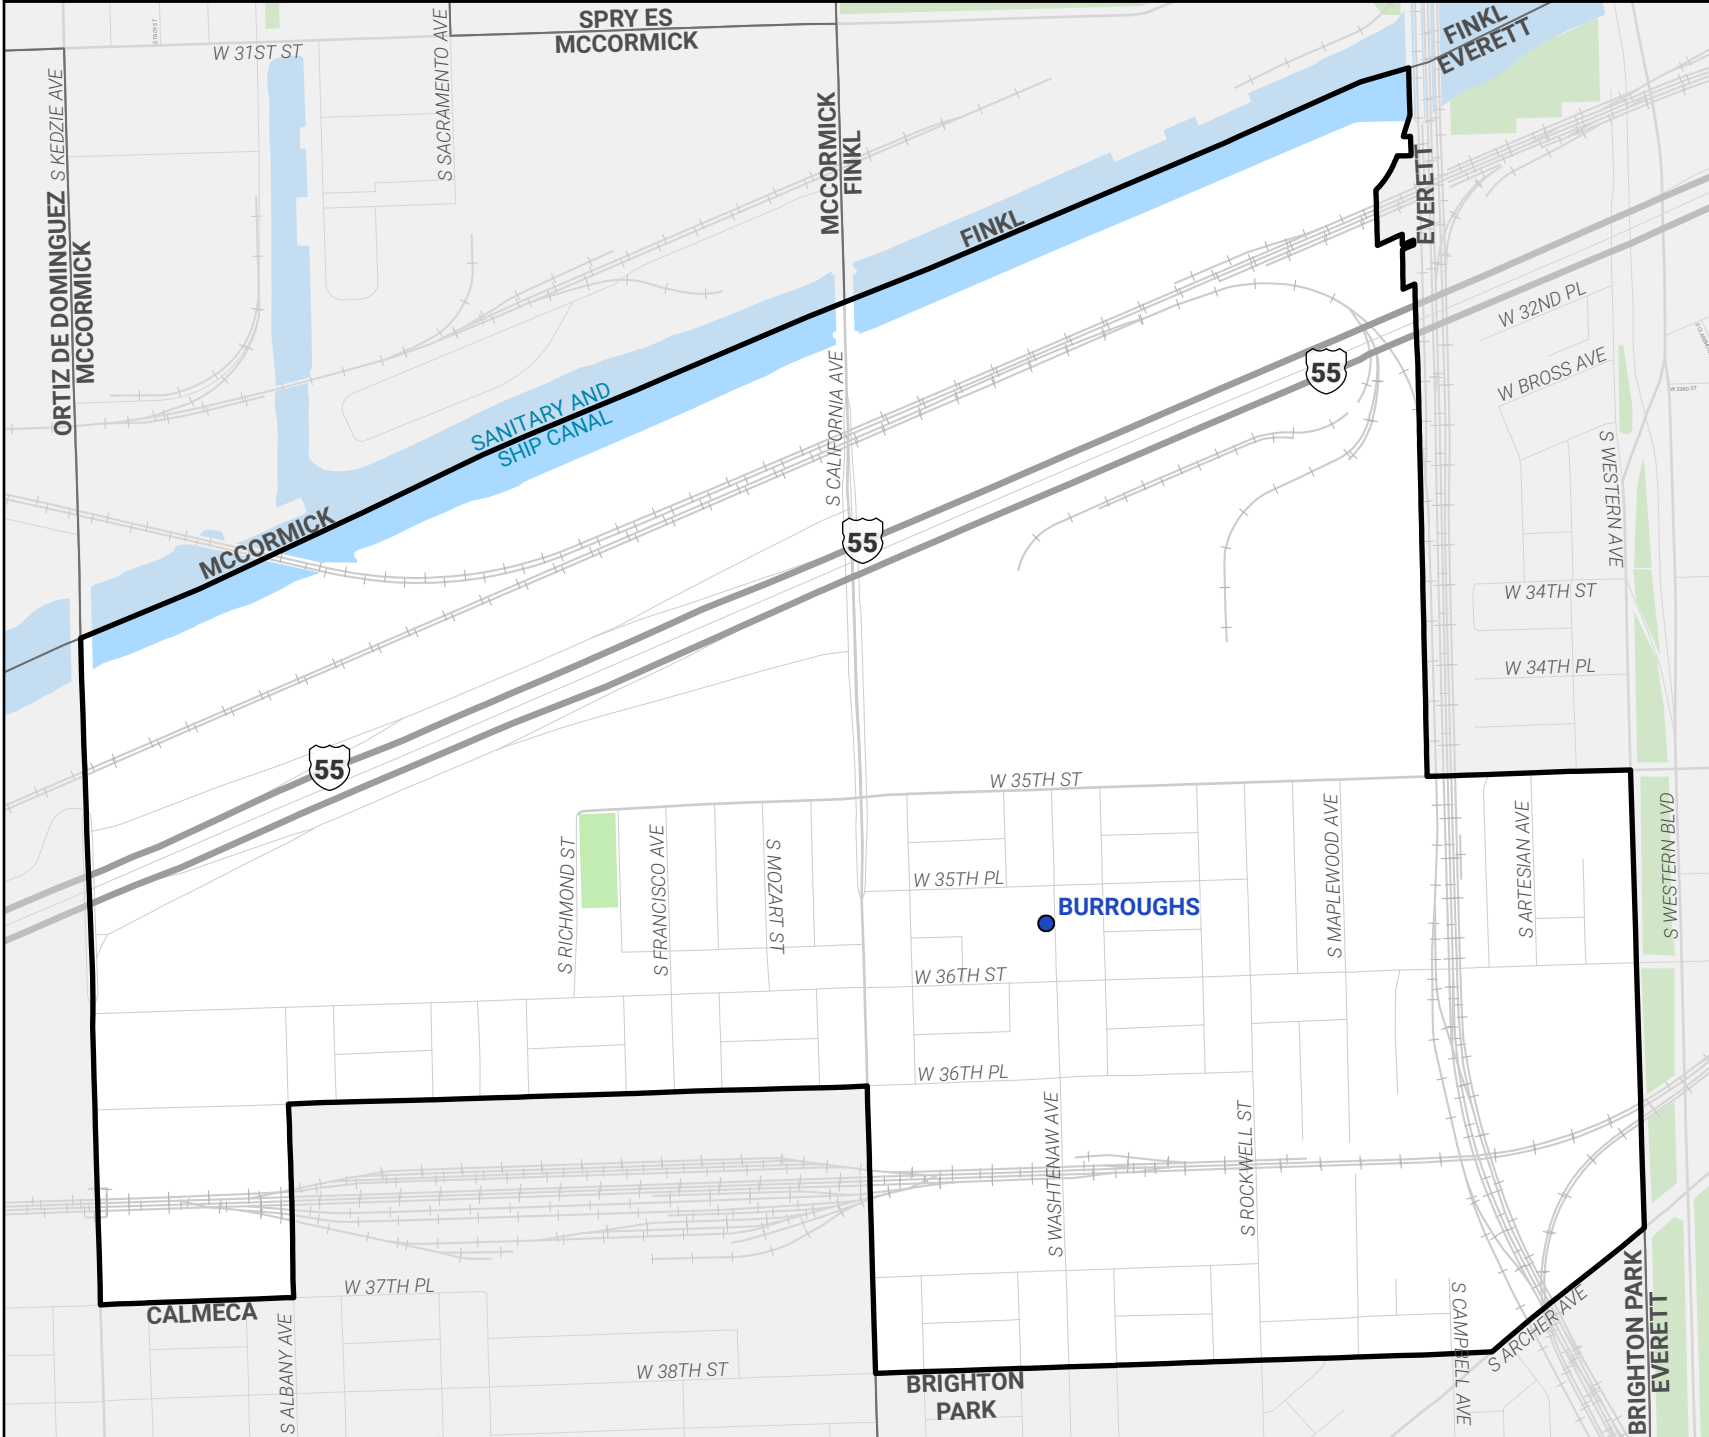 SPRY ES
MCCORMICK
FINKL
EVERETT
W 31ST ST
S KEDZIE AVE
S SACRAMENTO AVE
ORTIZ DE DOMINGUEZ
MCCORMICK
MCCORMICK
FINKL
FINKL
EVERETT
SANITARY AND
SHIP CANAL
MCCORMICK
S CALIFORNIA AVE
55
55
55
W 32ND PL
W BROSS AVE
W 33RD ST
S WESTERN AVE
W 34TH ST
W 34TH PL
W 35TH ST
S RICHMOND ST
S FRANCISCO AVE
S MOZART ST
W 35TH PL
BURROUGHS
S MAPLEWOOD AVE
S ARTESIAN AVE
S WESTERN BLVD
W 36TH ST
W 36TH PL
S WASHTENAW AVE
S ROCKWELL ST
W 37TH PL
CALMECA
S ALBANY AVE
W 38TH ST
BRIGHTON
PARK
S CAMPBELL AVE
S ARCHER AVE
BRIGHTON PARK
EVERETT